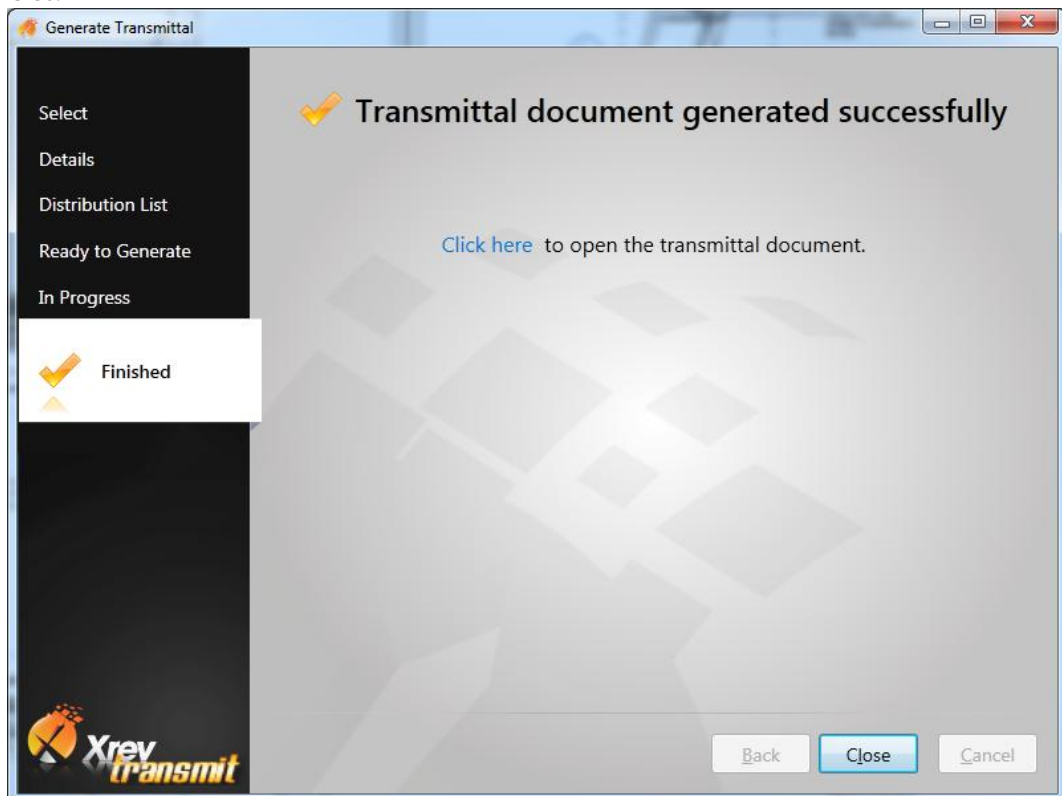 Generate Transmittal
Select
Details
Distribution List
Ready to Generate
In Progress
Finished
Transmittal document generated successfully
Click here to open the transmittal document.
Xrev
transmit
Back
Close
Cancel